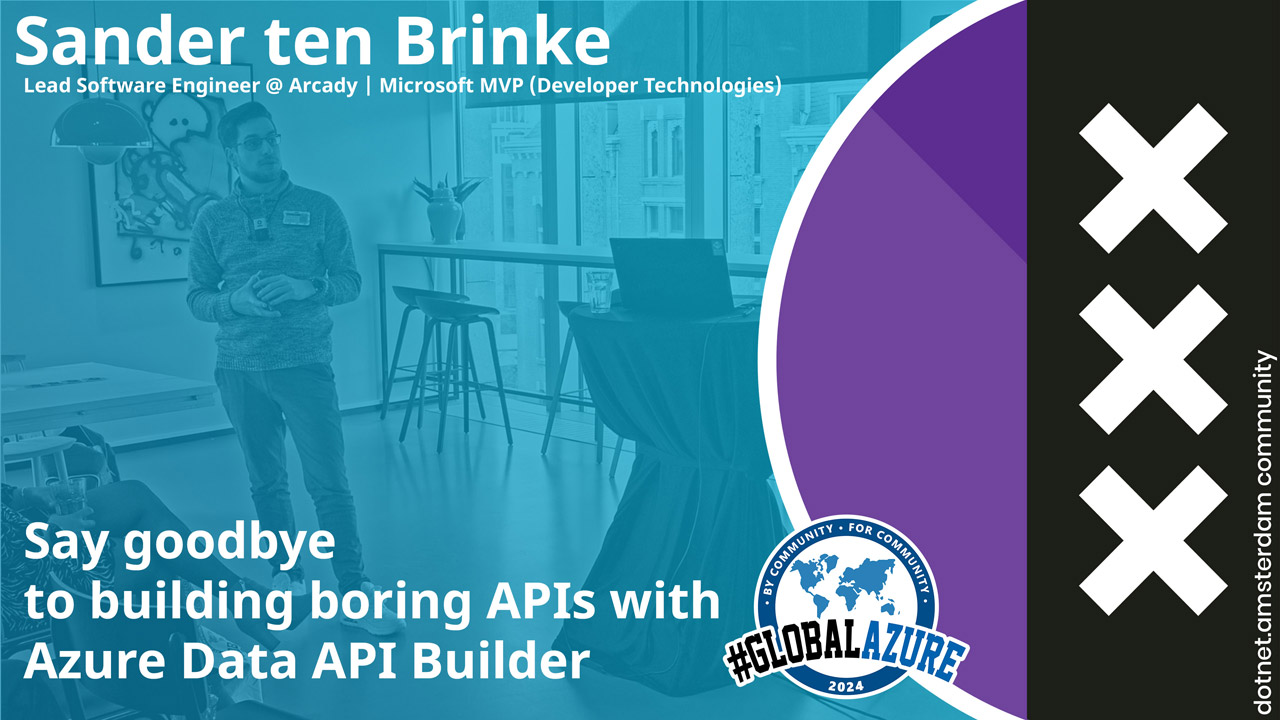 Sander ten Brinke
Lead Software Engineer @ Arcady | Microsoft MVP (Developer Technologies)
Say goodbye
to building boring APIs with
Azure Data API Builder
BY COMMUNITY • FOR COMMUNITY
#GLOBALAZURE
2024
dotnet.amsterdam community